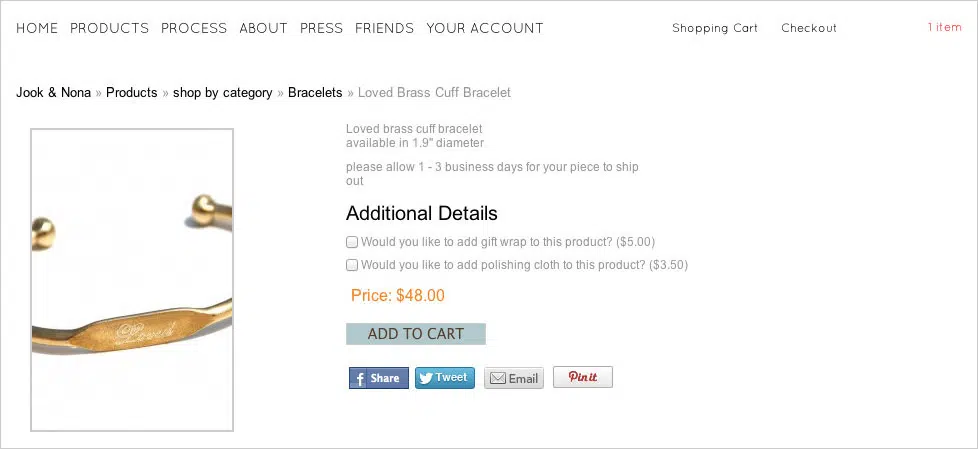 HOME PRODUCTS PROCESS ABOUT PRESS FRIENDS YOUR ACCOUNT Shopping Cart Checkout 1 item
Jook & Nona » Products » shop by category » Bracelets » Loved Brass Cuff Bracelet
Loved brass cuff bracelet
available in 1.9" diameter
please allow 1 - 3 business days for your piece to ship
out
Additional Details
Would you like to add gift wrap to this product? ($5.00)
Would you like to add polishing cloth to this product? ($3.50)
Price: $48.00
Loved
ADD TO CART
f Share Tweet Email Pin it